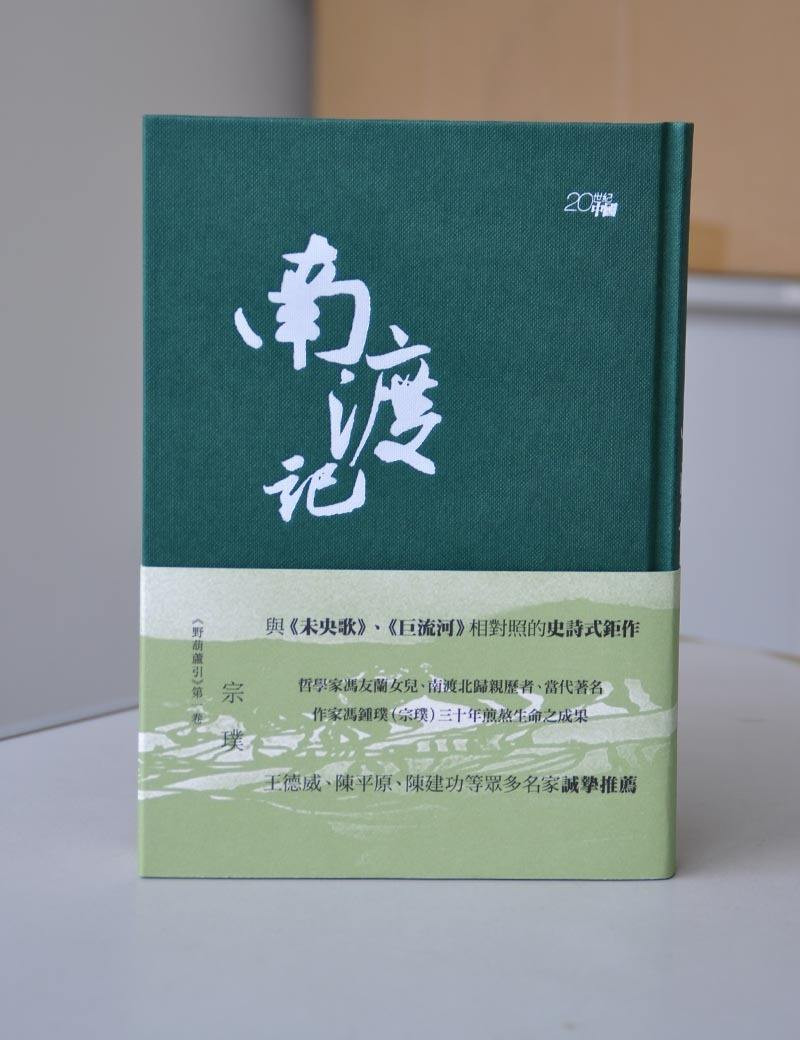 20世紀中國
南渡記
與《未央歌》、《巨流河》相對照的史詩式鉅作
《野葫蘆引》第一卷
宗璞
哲學家馮友蘭女兒、南渡北歸親歷者、當代著名
作家馮鍾璞（宗璞）三十年煎熬生命之成果
王德威、陳平原、陳建功等眾多名家誠摯推薦